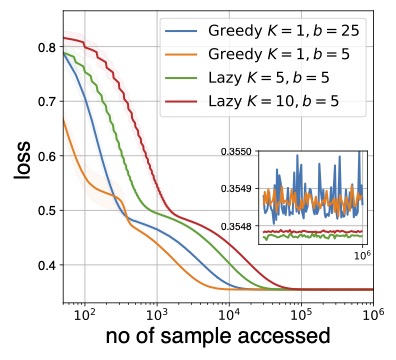 Greedy K = 1, b = 25
Greedy K = 1, b = 5
Lazy K = 5, b = 5
Lazy K = 10, b = 5
loss
0.8
0.7
0.6
0.5
0.4
0.3550
0.3549
0.3548
10^6
10^2
10^3
10^4
10^5
10^6
no of sample accessed